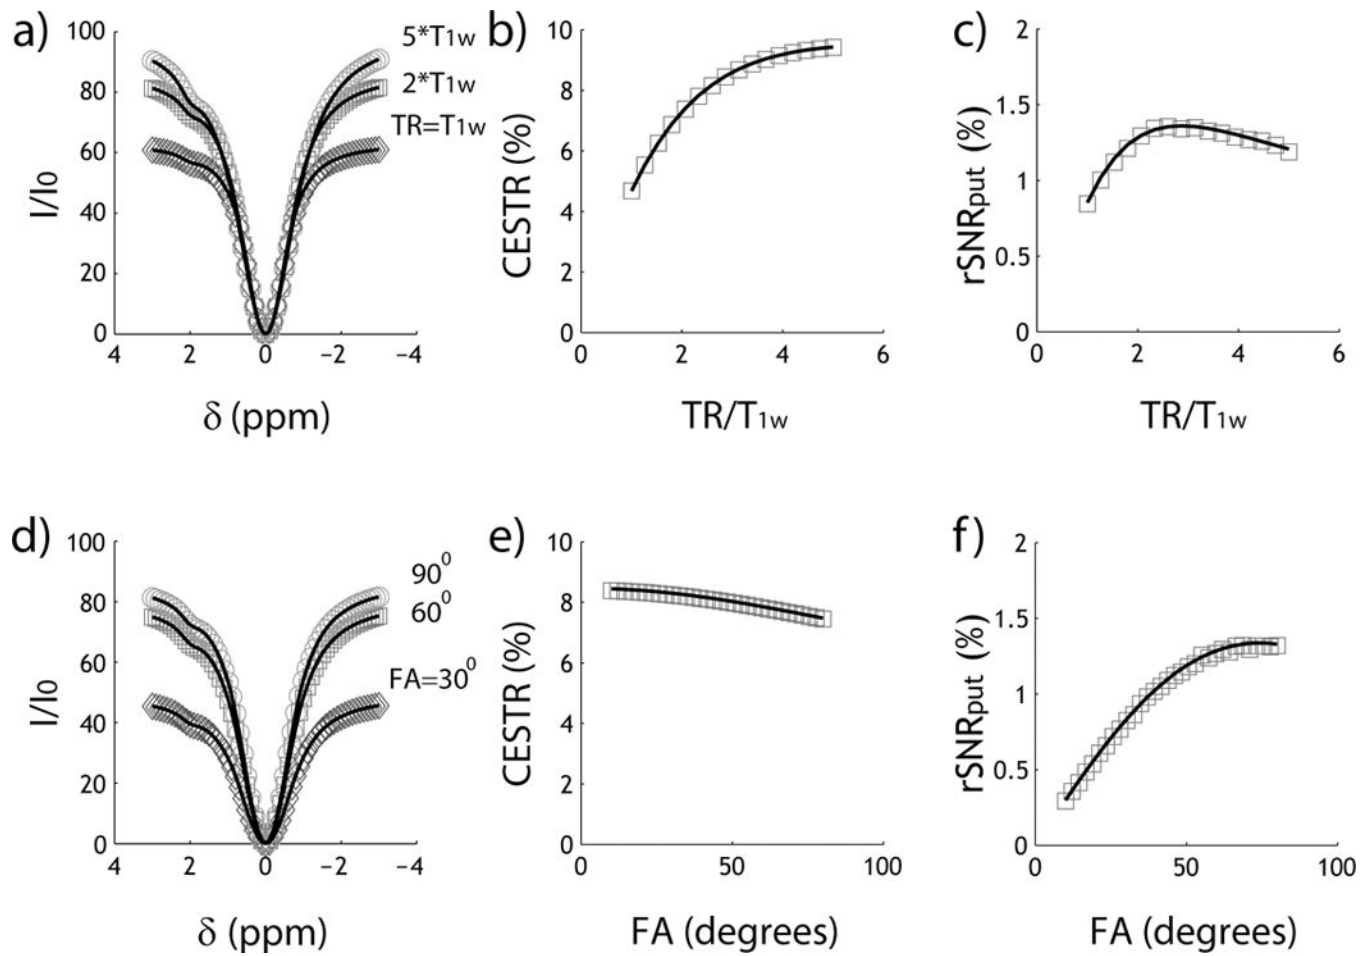 a)
100
80
60
40
20
0
I/I0
5*T1w
2*T1w
TR=T1w
4 2 0 −2 −4
δ (ppm)
b)
10
8
6
4
2
0
CESTR (%)
0 2 4 6
TR/T1w
c)
2
1.5
1
0.5
0
rSNRput (%)
0 2 4 6
TR/T1w
d)
100
80
60
40
20
0
I/I0
90⁰
60⁰
FA=30⁰
4 2 0 −2 −4
δ (ppm)
e)
10
8
6
4
2
0
CESTR (%)
0 50 100
FA (degrees)
f)
2
1.5
1
0.5
0
rSNRput (%)
0 50 100
FA (degrees)